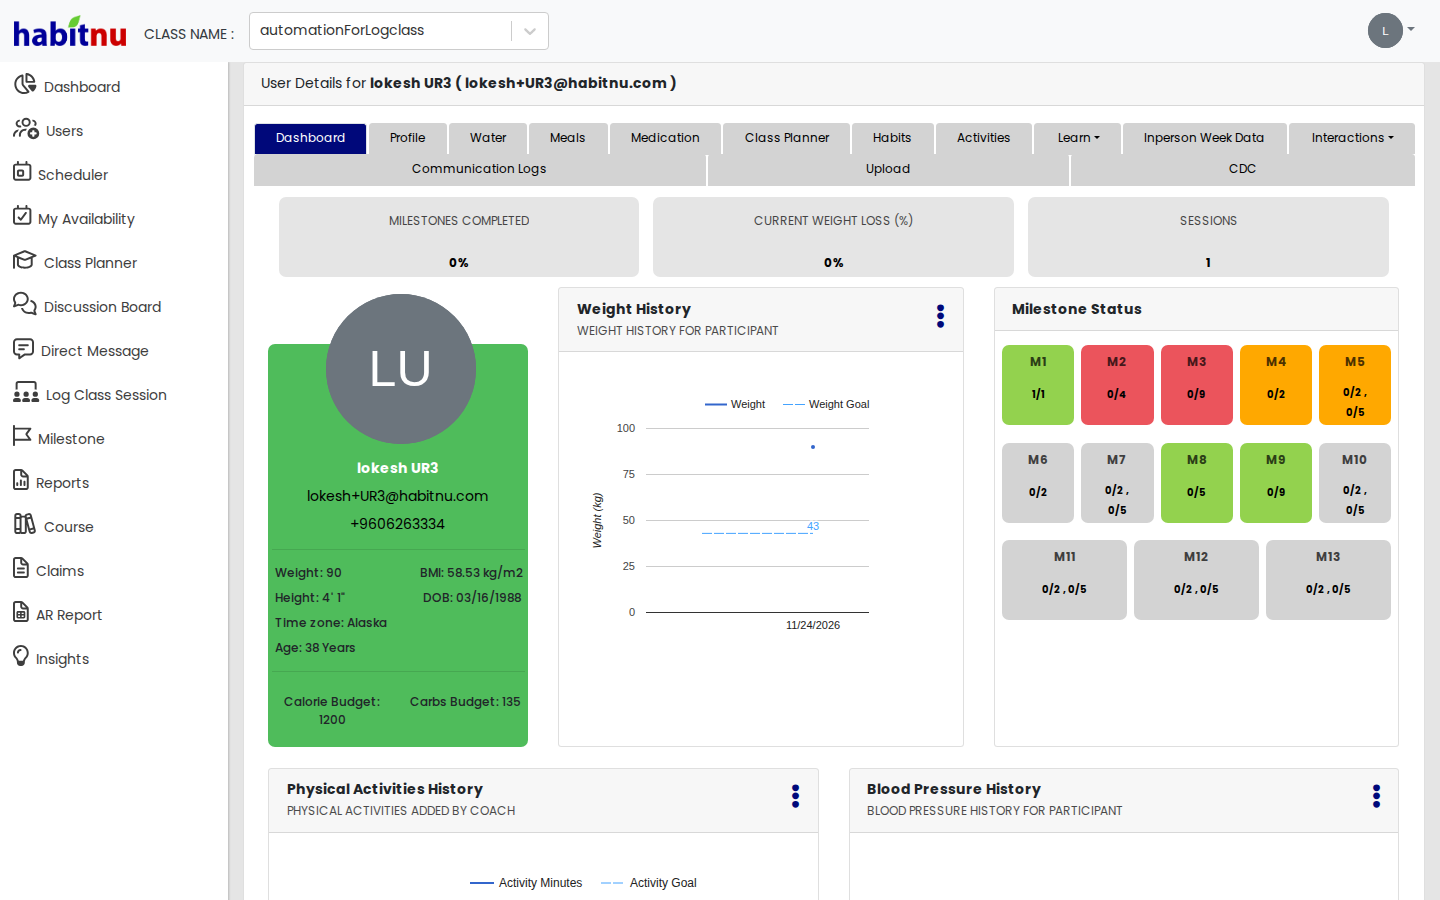 habitnu
CLASS NAME :
automationForLogclass
L
Dashboard
Users
Scheduler
My Availability
Class Planner
Discussion Board
Direct Message
Log Class Session
Milestone
Reports
Course
Claims
AR Report
Insights
User Details for lokesh UR3 ( lokesh+UR3@habitnu.com )
Dashboard
Profile
Water
Meals
Medication
Class Planner
Habits
Activities
Learn
Inperson Week Data
Interactions
Communication Logs
Upload
CDC
MILESTONES COMPLETED
0%
CURRENT WEIGHT LOSS (%)
0%
SESSIONS
1
LU
lokesh UR3
lokesh+UR3@habitnu.com
+9606263334
Weight: 90
BMI: 58.53 kg/m2
Height: 4' 1"
DOB: 03/16/1988
Time zone: Alaska
Age: 38 Years
Calorie Budget:
1200
Carbs Budget: 135
Weight History
WEIGHT HISTORY FOR PARTICIPANT
Weight
Weight Goal
100
75
50
25
0
Weight (kg)
43
11/24/2026
Milestone Status
M1
1/1
M2
0/4
M3
0/9
M4
0/2
M5
0/2 ,
0/5
M6
0/2
M7
0/2 ,
0/5
M8
0/5
M9
0/9
M10
0/2 ,
0/5
M11
0/2 , 0/5
M12
0/2 , 0/5
M13
0/2 , 0/5
Physical Activities History
PHYSICAL ACTIVITIES ADDED BY COACH
Activity Minutes
Activity Goal
Blood Pressure History
BLOOD PRESSURE HISTORY FOR PARTICIPANT